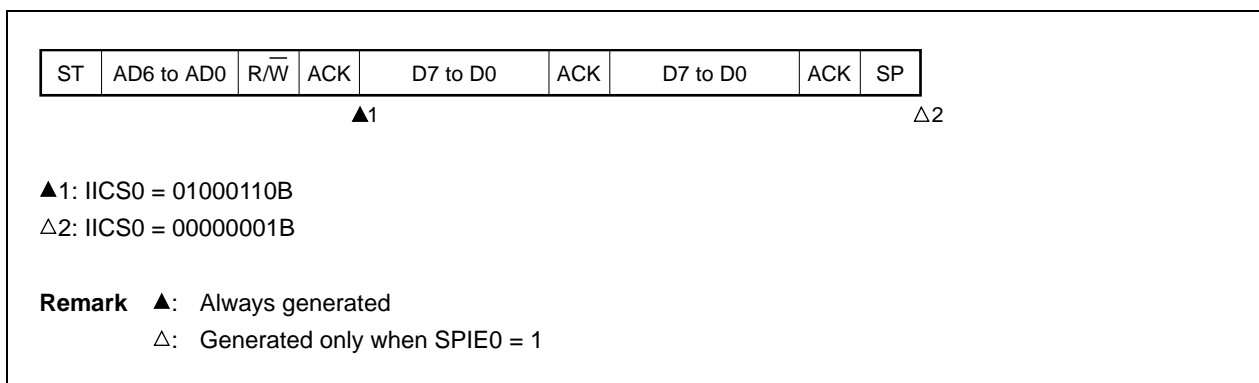 ST AD6 to AD0 R/W̅ ACK D7 to D0 ACK D7 to D0 ACK SP
▲1 △2
▲1: IICS0 = 01000110B
△2: IICS0 = 00000001B
Remark ▲: Always generated
△: Generated only when SPIE0 = 1